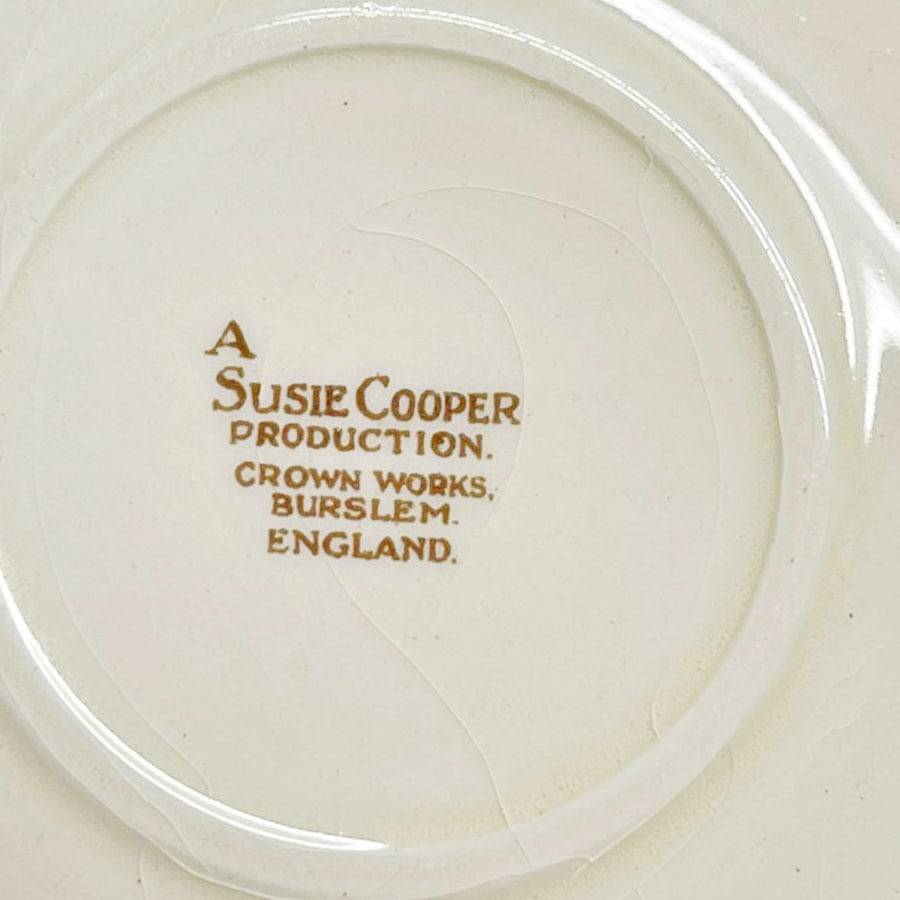 A
SUSIE COOPER
PRODUCTION.
CROWN WORKS,
BURSLEM.
ENGLAND.